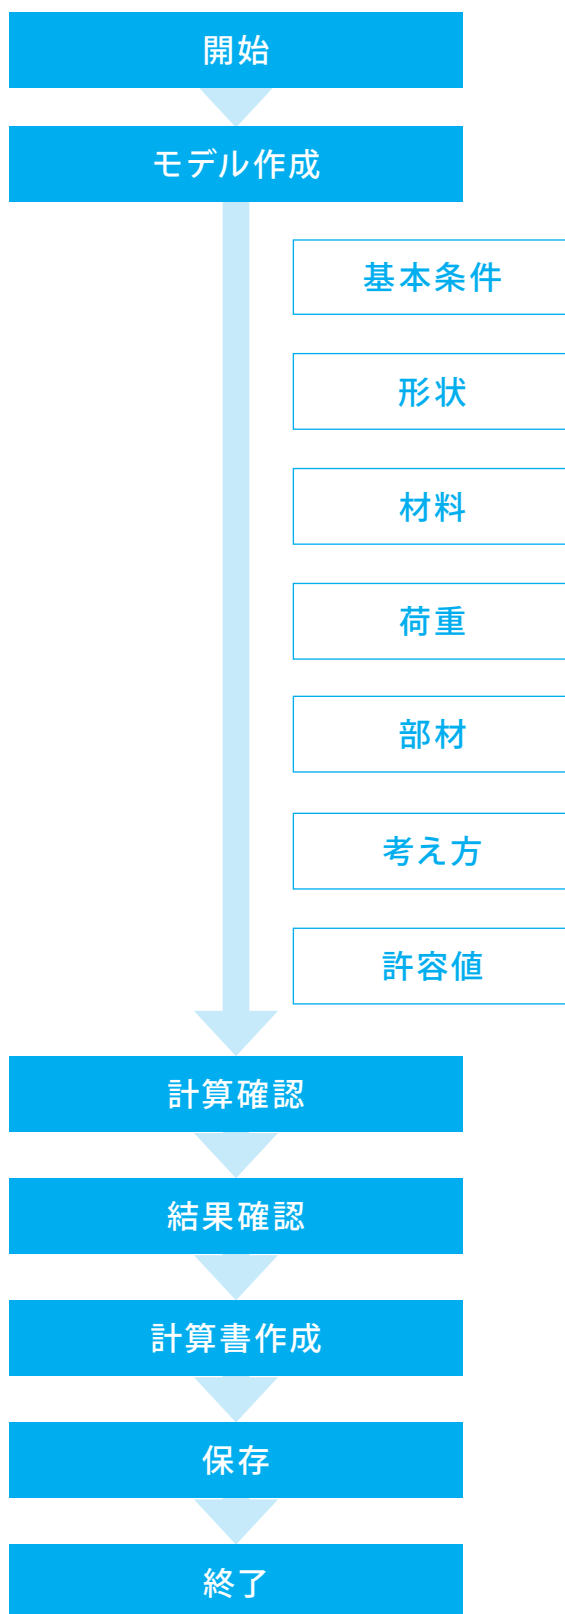 開始
モデル作成
基本条件
形状
材料
荷重
部材
考え方
許容値
計算確認
結果確認
計算書作成
保存
終了